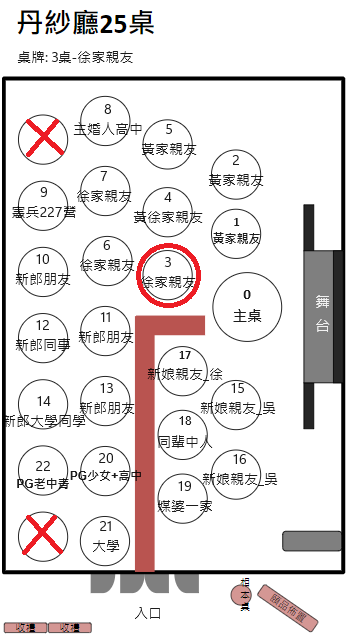 丹紗廳25桌
桌牌: 3桌-徐家親友
8
主婚人高中
5
黃家親友
2
黃家親友
7
徐家親友
9
憲兵227營
4
黃徐家親友
1
黃家親友
6
徐家親友
3
徐家親友
10
新郎朋友
0
主桌
舞台
11
新郎朋友
12
新郎同事
17
新娘親友_徐
13
新郎朋友
15
新娘親友_吳
14
新郎大學同學
18
同輩中人
20
PG少女+高中
22
PG老中青
16
新娘親友_吳
19
媒婆一家
21
大學
入口
相本桌
收禮
收禮